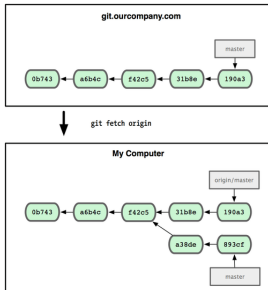 git.ourcompany.com
master
0b743 a6b4c f42c5 31b8e 190a3
git fetch origin
My Computer
origin/master
0b743 a6b4c f42c5 31b8e 190a3
a38de 893cf
master